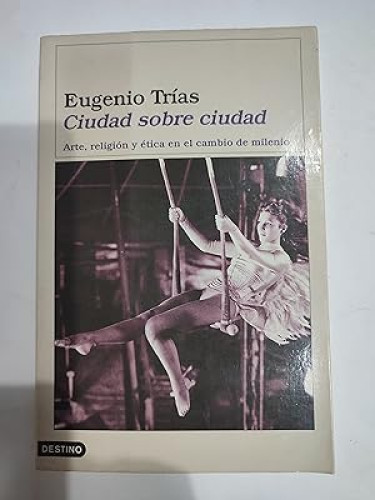 Eugenio Trías
Ciudad sobre ciudad
Arte, religión y ética en el cambio de milenio
DESTINO